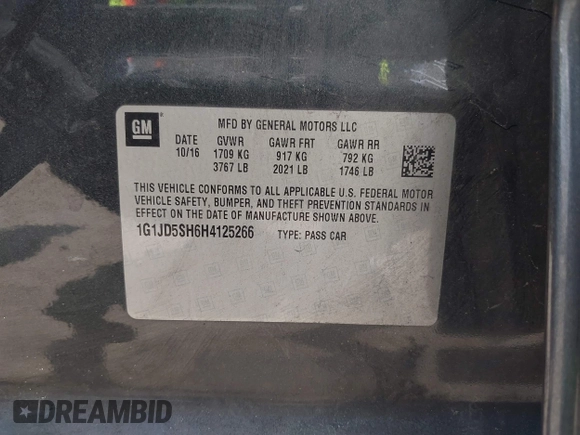 GM
MFD BY GENERAL MOTORS LLC
DATE GVWR GAWR FRT GAWR RR
10/16 1709 KG 917 KG 792 KG
3767 LB 2021 LB 1746 LB
THIS VEHICLE CONFORMS TO ALL APPLICABLE U.S. FEDERAL MOTOR
VEHICLE SAFETY, BUMPER, AND THEFT PREVENTION STANDARDS IN
EFFECT ON THE DATE OF MANUFACTURE SHOWN ABOVE.
1G1JD5SH6H4125266 TYPE: PASS CAR
DREAMBID